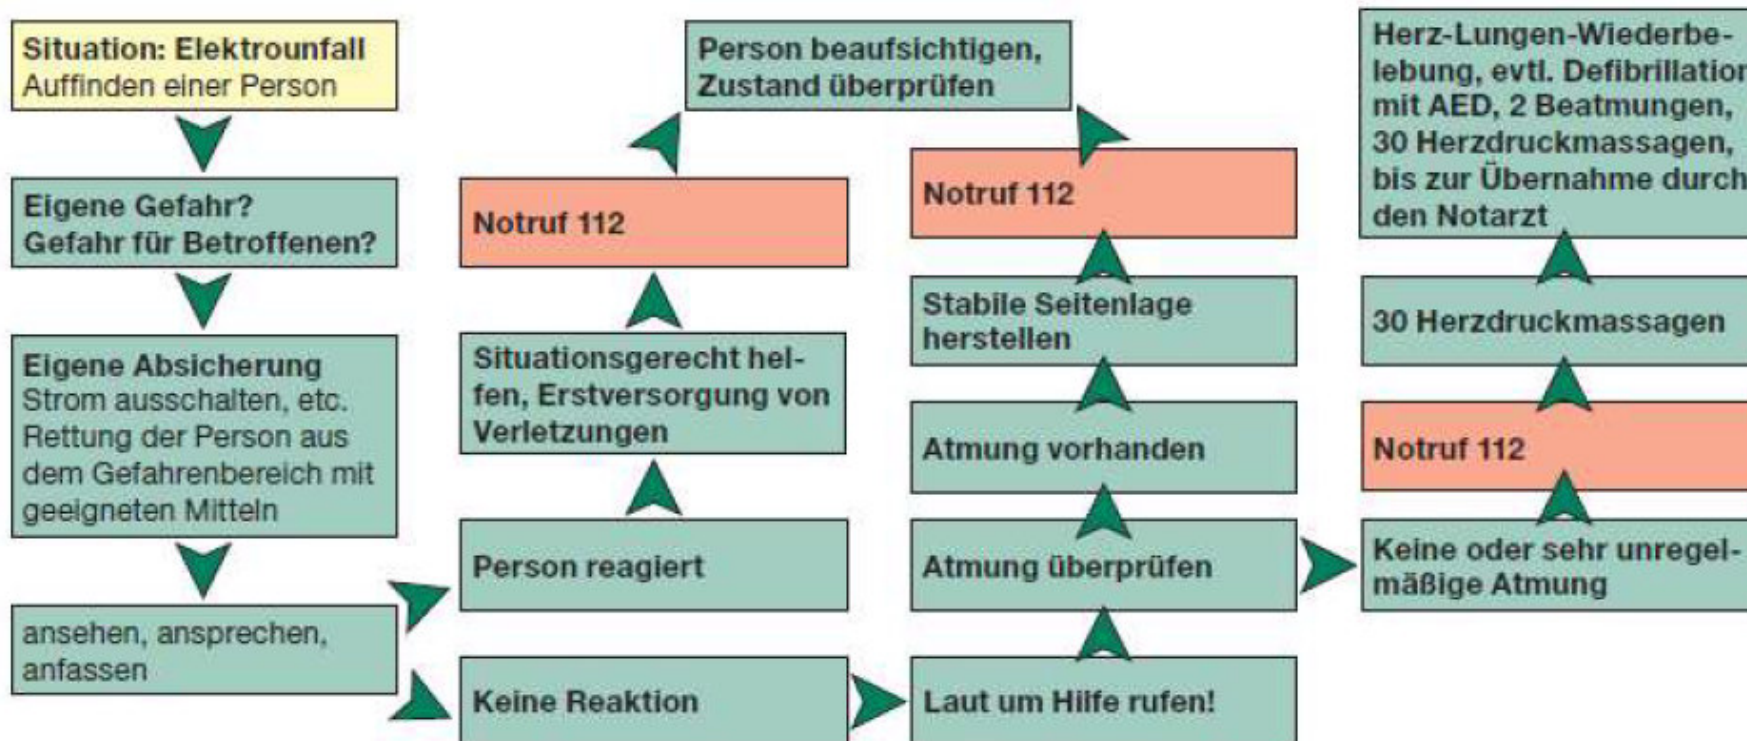 Situation: Elektrounfall
Auffinden einer Person
Eigene Gefahr?
Gefahr für Betroffenen?
Eigene Absicherung
Strom ausschalten, etc.
Rettung der Person aus
dem Gefahrenbereich mit
geeigneten Mitteln
ansehen, ansprechen,
anfassen
Person beaufsichtigen,
Zustand überprüfen
Notruf 112
Situationsgerecht hel-
fen, Erstversorgung von
Verletzungen
Person reagiert
Keine Reaktion
Notruf 112
Stabile Seitenlage
herstellen
Atmung vorhanden
Atmung überprüfen
Laut um Hilfe rufen!
Herz-Lungen-Wiederbe-
lebung, evtl. Defibrillation
mit AED, 2 Beatmungen,
30 Herzdruckmassagen,
bis zur Übernahme durch
den Notarzt
30 Herzdruckmassagen
Notruf 112
Keine oder sehr unregel-
mäßige Atmung